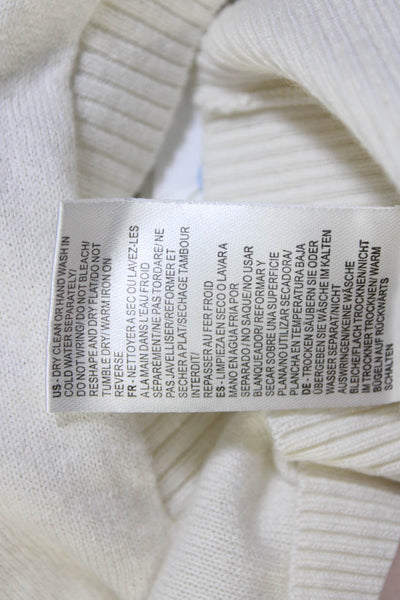 US - DRY CLEAN OR HAND WASH IN
COLD WATER SEPARATELY/
DO NOT WRING/DO NOT BLEACH/
RESHAPE AND DRY FLAT/DO NOT
TUMBLE DRY/ WARM IRON ON
REVERSE
FR - NETTOYER A SEC OU LAVEZ-LES
A LA MAIN DANS L'EAU FROID
SEPAREMENT/NE PAS TORDRE/ NE
PAS JAVELLISER/REFORMER ET
SECHER A PLAT/SECHAGE TAMBOUR
INTERDIT/
REPASSER AU FER FROID
ES - LIMPIEZA EN SECO O LAVAR A
MANO EN AGUA FRIA POR
SEPARADO /NO SAQUE/NO USAR
BLANQUEADOR/ REFORMAR Y
SECAR SOBRE UNA SUPERFICIE
PLANA/NO UTILIZAR SECADORA/
PLANCHA EN TEMPERATURA BAJA
DE - TROCKEN SÄUBERN SIE ODER
ÜBERGEBEN SIE WÄSCHE IM KALTEN
WASSER SEPARAT/NICHT
AUSWRINGEN/KEINE WÄSCHE
BLEICHE/FLACH TROCKNEN/NICHT
IM TROCKNER TROCKNEN/ WARM
BÜGELN AUF RÜCKWÄRTS
SCHALTEN